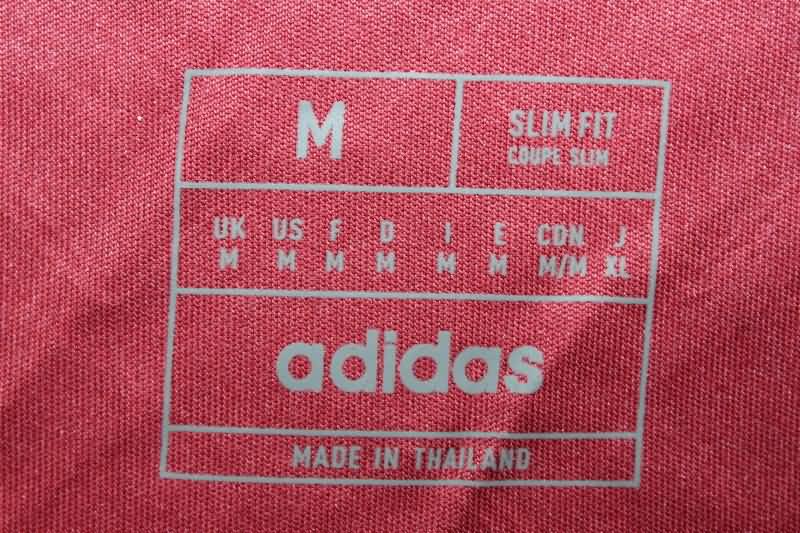 M
SLIM FIT
COUPE SLIM
UK US F D I E CDN J
M M M M M M M/M XL
adidas
MADE IN THAILAND